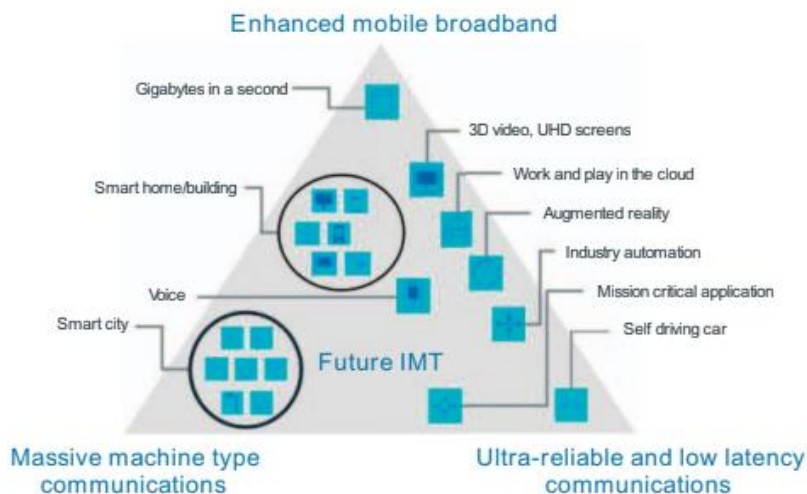 Enhanced mobile broadband
Gigabytes in a second
3D video, UHD screens
Smart home/building
Work and play in the cloud
Augmented reality
Industry automation
Voice
Mission critical application
Smart city
Self driving car
Future IMT
Massive machine type
communications
Ultra-reliable and low latency
communications